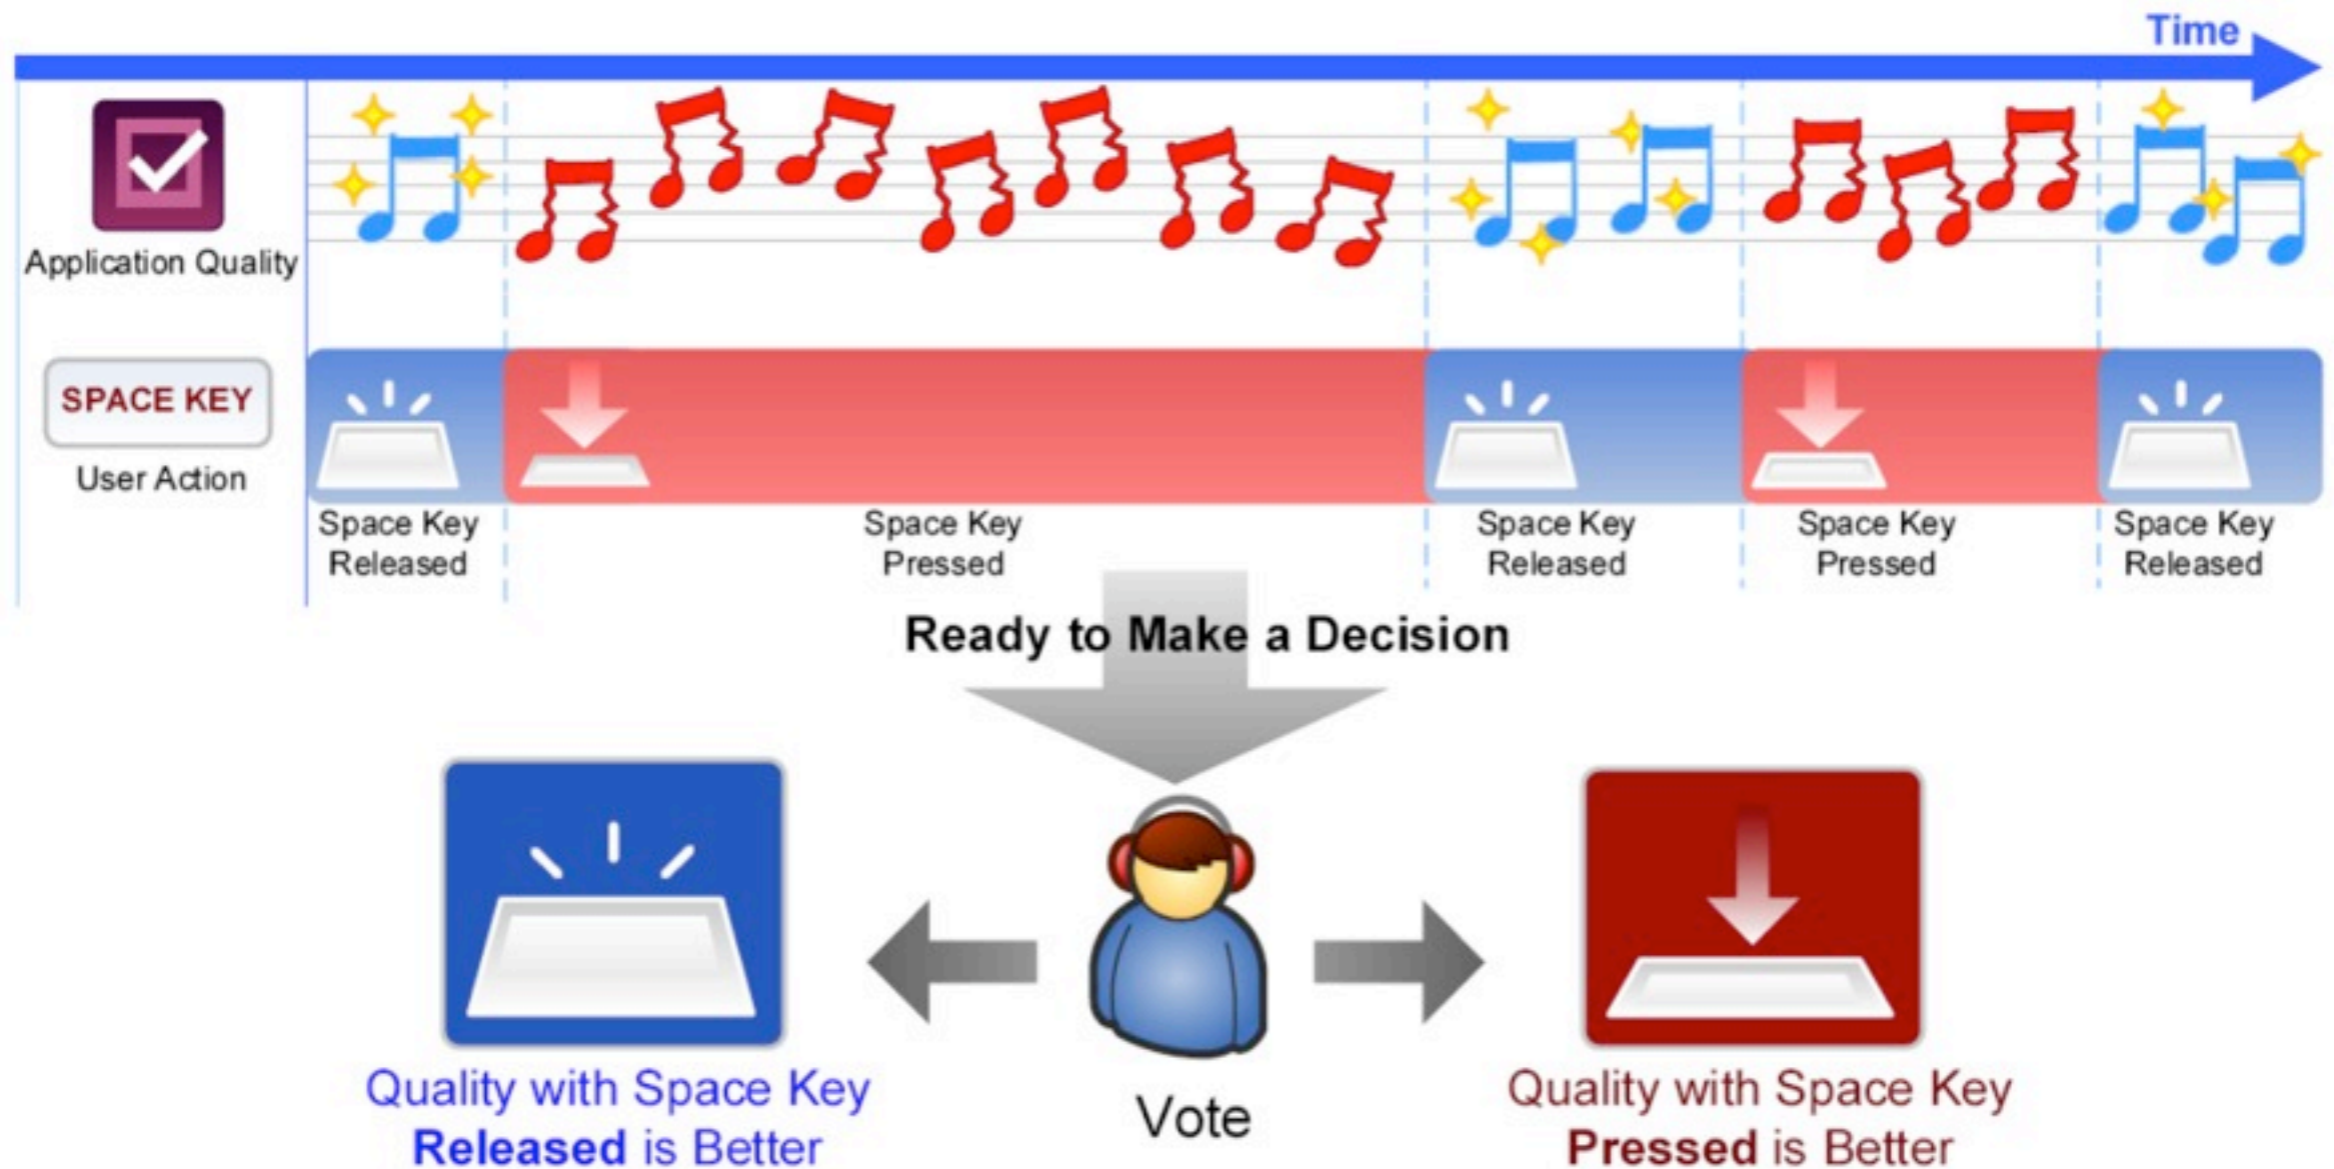 Time
Application Quality
SPACE KEY
User Action
Space Key
Released
Space Key
Pressed
Space Key
Released
Space Key
Pressed
Space Key
Released
Ready to Make a Decision
Quality with Space Key
Released is Better
Vote
Quality with Space Key
Pressed is Better